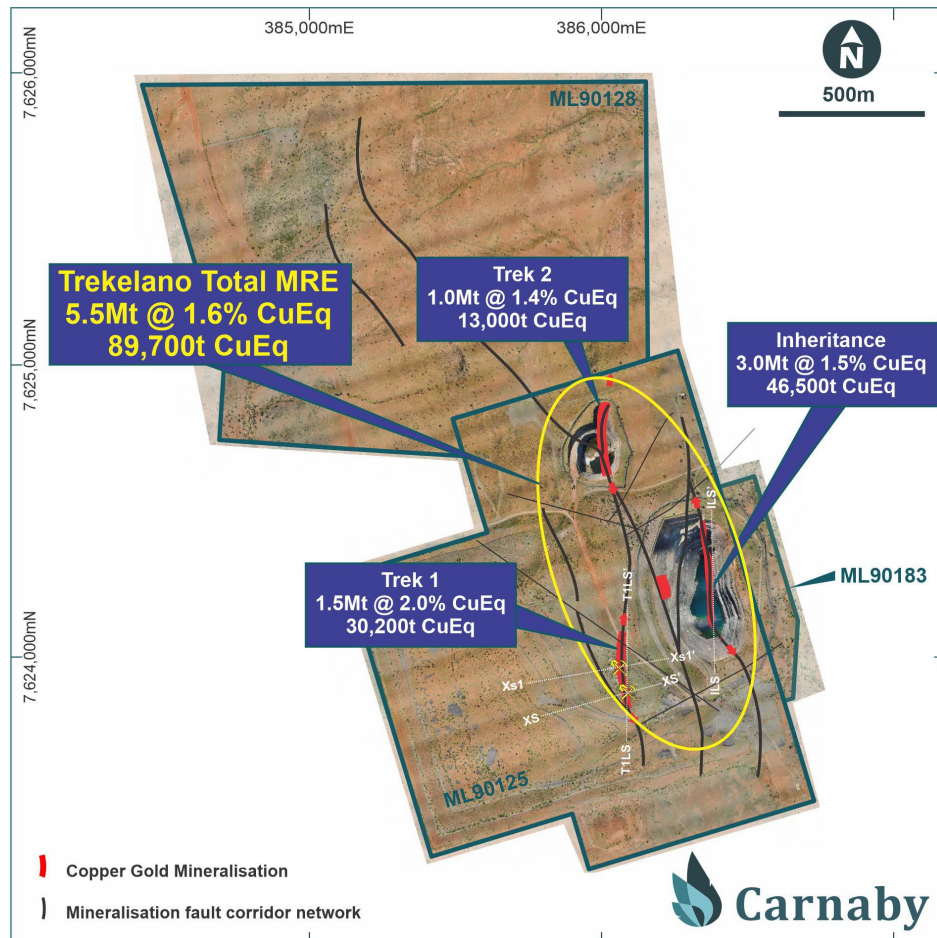 385,000mE
386,000mE
7,626,000mN
7,625,000mN
7,624,000mN
N
500m
ML90128
Trekelano Total MRE
5.5Mt @ 1.6% CuEq
89,700t CuEq
Trek 2
1.0Mt @ 1.4% CuEq
13,000t CuEq
Inheritance
3.0Mt @ 1.5% CuEq
46,500t CuEq
ILS'
T1LS'
Trek 1
1.5Mt @ 2.0% CuEq
30,200t CuEq
ML90183
Xs1
Xs1'
XS
XS'
ILS
T1LS
ML90125
Copper Gold Mineralisation
Mineralisation fault corridor network
Carnaby